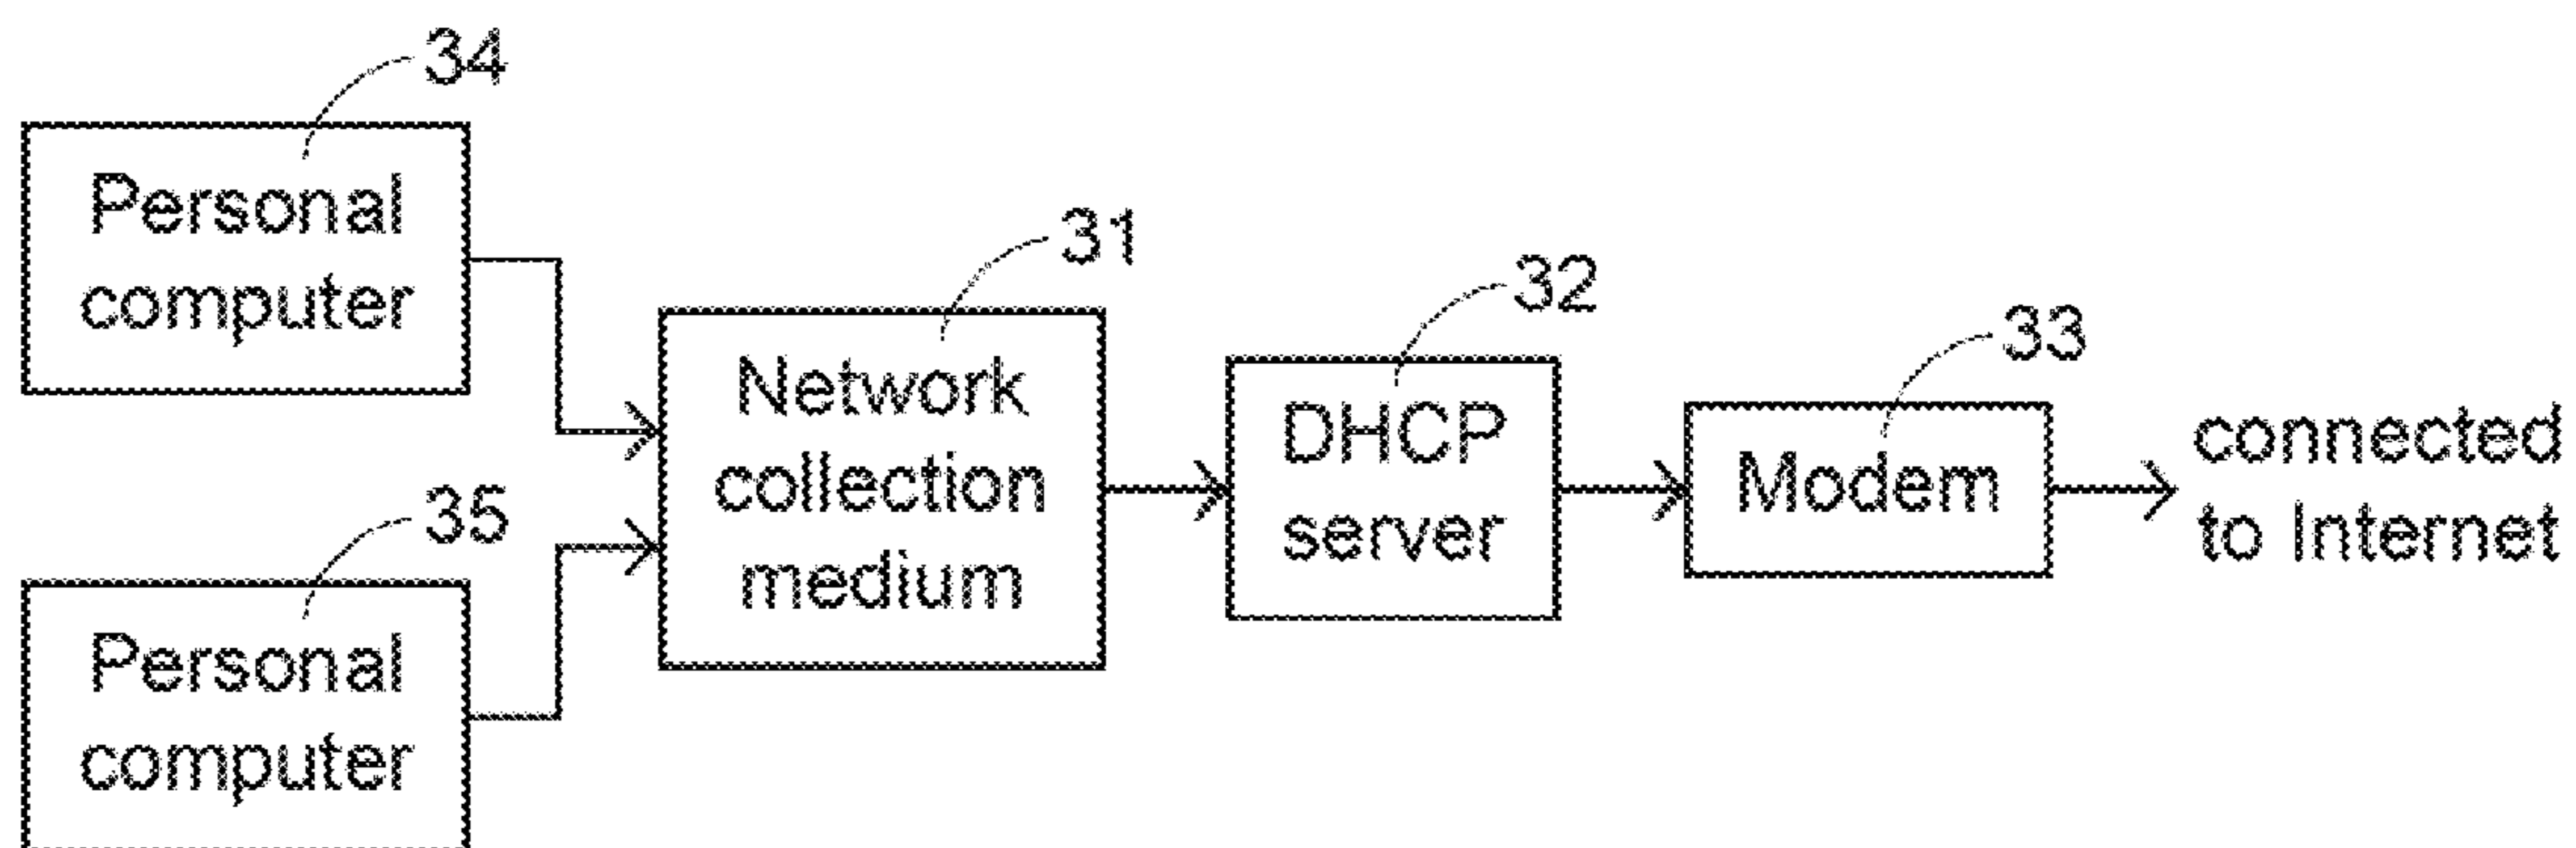 34
Personal
computer
31
Network
collection
medium
32
DHCP
server
33
Modem
connected
to Internet
35
Personal
computer